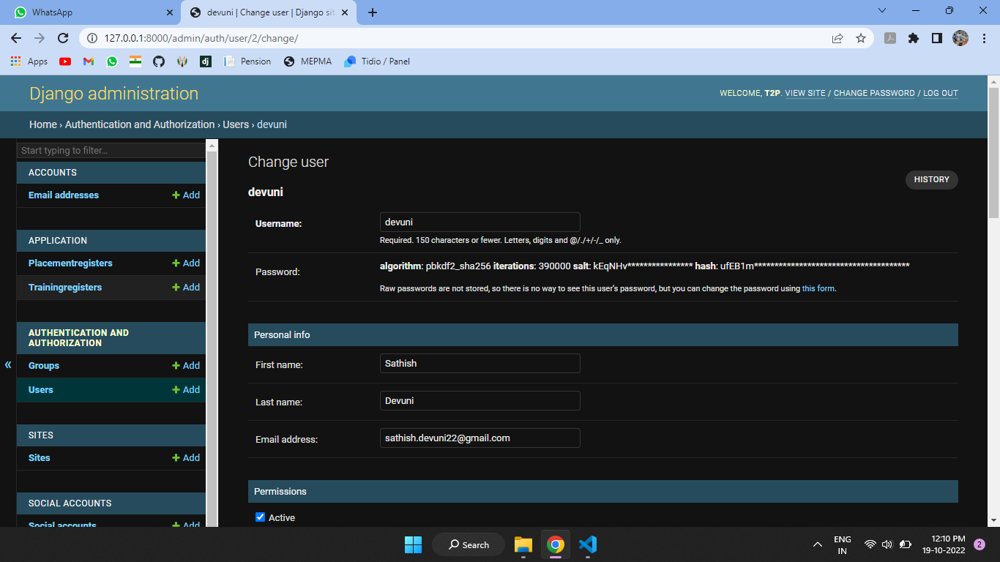 WhatsApp
devuni | Change user | Django sit
127.0.0.1:8000/admin/auth/user/2/change/
Apps
dj
Pension
MEPMA
Tidio / Panel
Django administration
WELCOME, T2P. VIEW SITE / CHANGE PASSWORD / LOG OUT
Home › Authentication and Authorization › Users › devuni
Start typing to filter...
ACCOUNTS
Email addresses + Add
APPLICATION
Placementregisters + Add
Trainingregisters + Add
AUTHENTICATION AND
AUTHORIZATION
Groups + Add
Users + Add
SITES
Sites + Add
SOCIAL ACCOUNTS
Social accounts + Add
«
Change user
HISTORY
devuni
Username: devuni
Required. 150 characters or fewer. Letters, digits and @/./+/-/_ only.
Password: algorithm: pbkdf2_sha256 iterations: 390000 salt: kEqNHv**************** hash: ufEB1m**************************************
Raw passwords are not stored, so there is no way to see this user's password, but you can change the password using this form.
Personal info
First name: Sathish
Last name: Devuni
Email address: sathish.devuni22@gmail.com
Permissions
Active
Search
ENG
IN
12:10 PM
19-10-2022
2